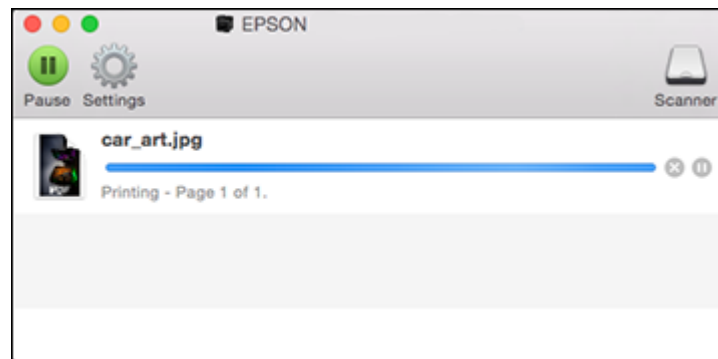 EPSON
Pause Settings Scanner
car_art.jpg
Printing - Page 1 of 1.